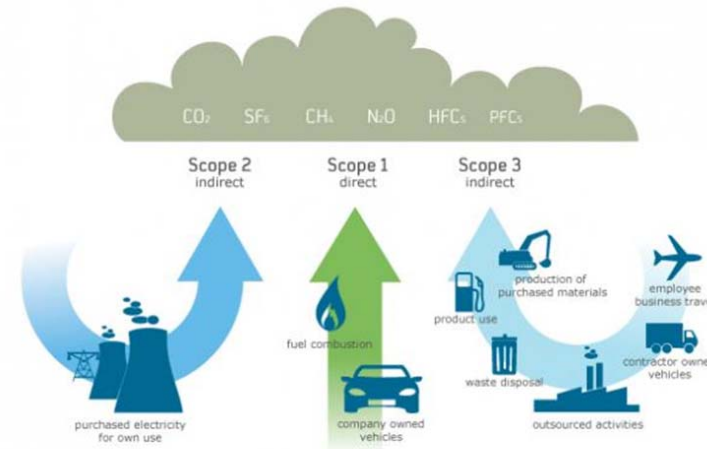 CO₂ SF₆ CH₄ N₂O HFCs PFCs
Scope 2
indirect
Scope 1
direct
Scope 3
indirect
purchased electricity
for own use
fuel combustion
company owned
vehicles
production of
purchased materials
product use
waste disposal
outsourced activities
employee
business
contractor
vehicles